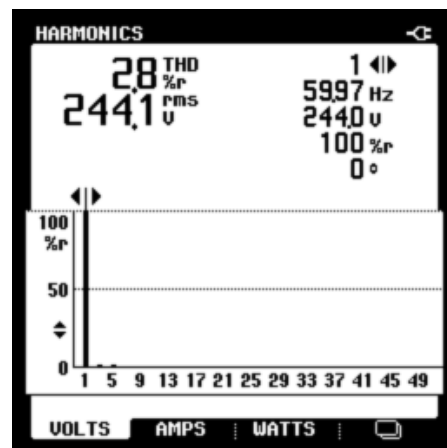 HARMONICS
2.8 THD %r
244.1 rms V
1
59.97 Hz
244.0 V
100 %r
0 °
100
%r
50
0
1 5 9 13 17 21 25 29 33 37 41 45 49
VOLTS AMPS WATTS